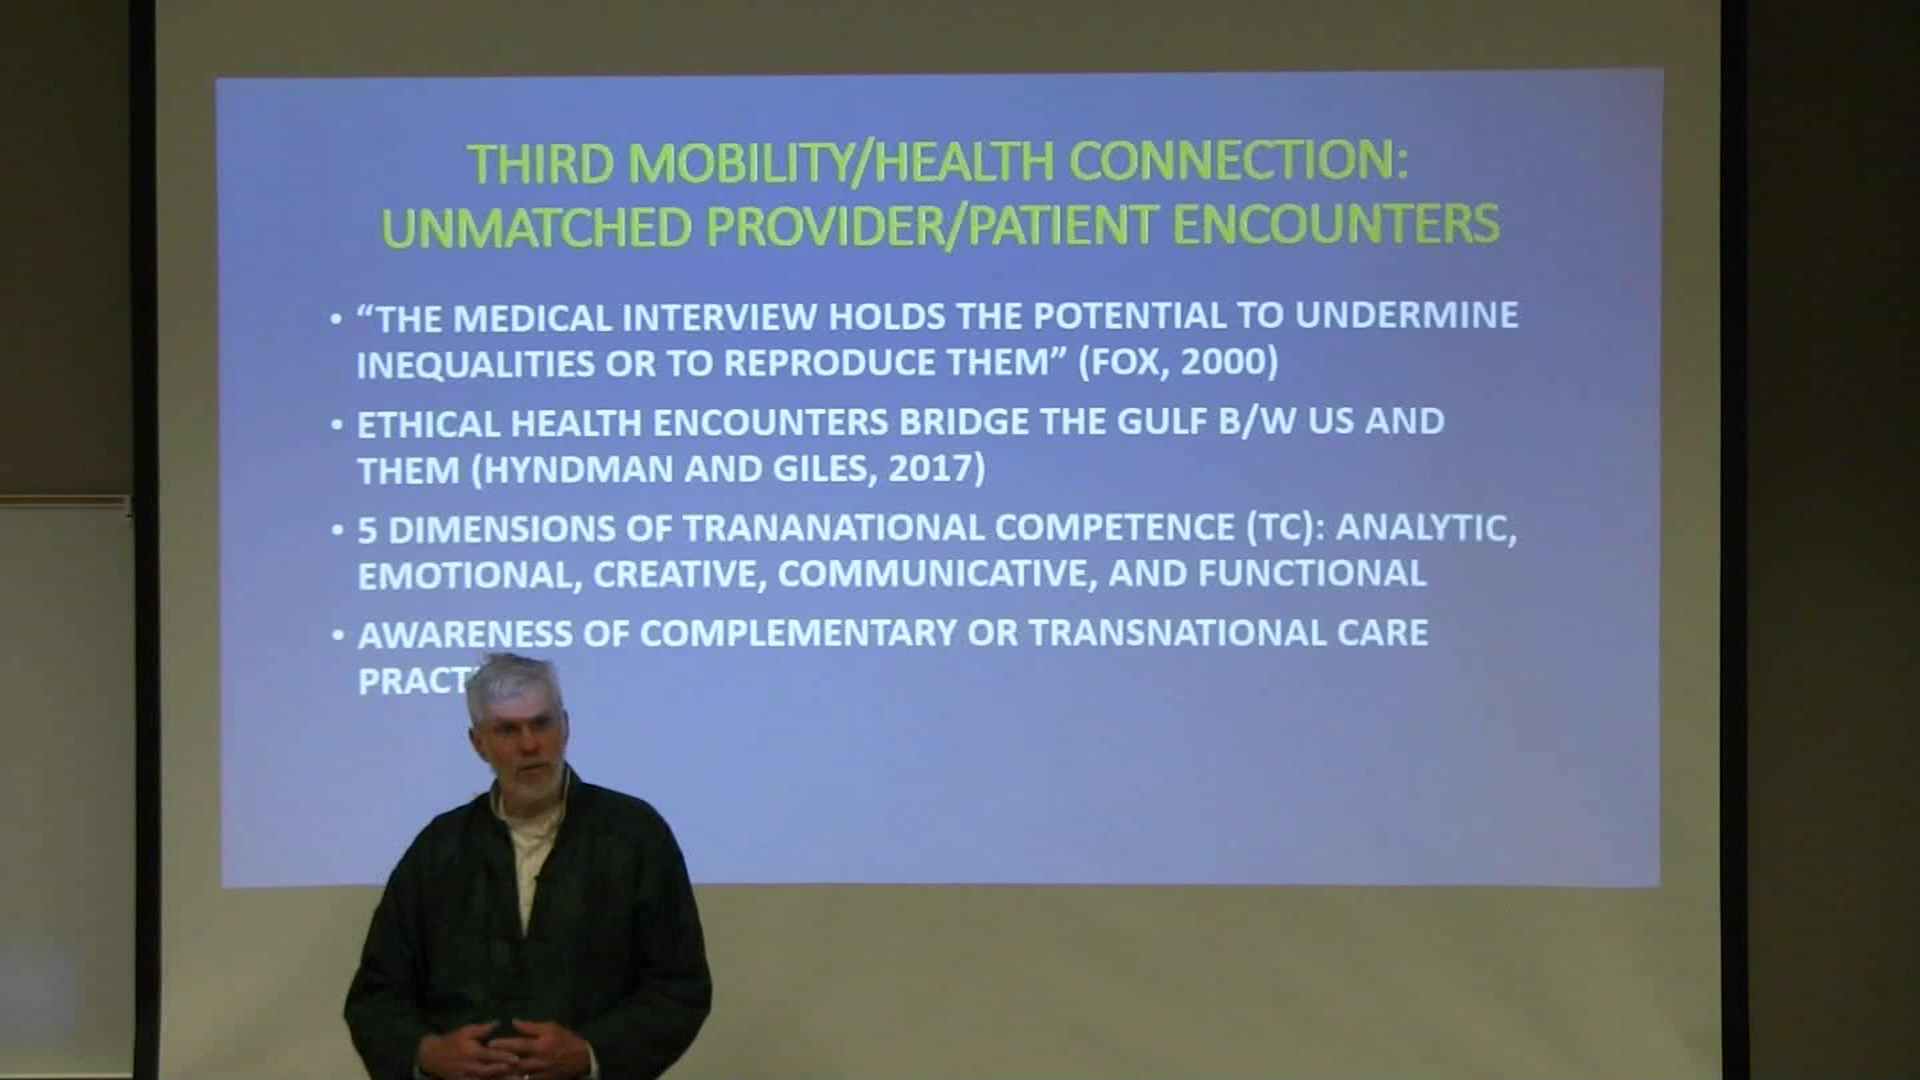 THIRD MOBILITY/HEALTH CONNECTION:
UNMATCHED PROVIDER/PATIENT ENCOUNTERS
• “THE MEDICAL INTERVIEW HOLDS THE POTENTIAL TO UNDERMINE
INEQUALITIES OR TO REPRODUCE THEM” (FOX, 2000)
• ETHICAL HEALTH ENCOUNTERS BRIDGE THE GULF B/W US AND
THEM (HYNDMAN AND GILES, 2017)
• 5 DIMENSIONS OF TRANANATIONAL COMPETENCE (TC): ANALYTIC,
EMOTIONAL, CREATIVE, COMMUNICATIVE, AND FUNCTIONAL
• AWARENESS OF COMPLEMENTARY OR TRANSNATIONAL CARE